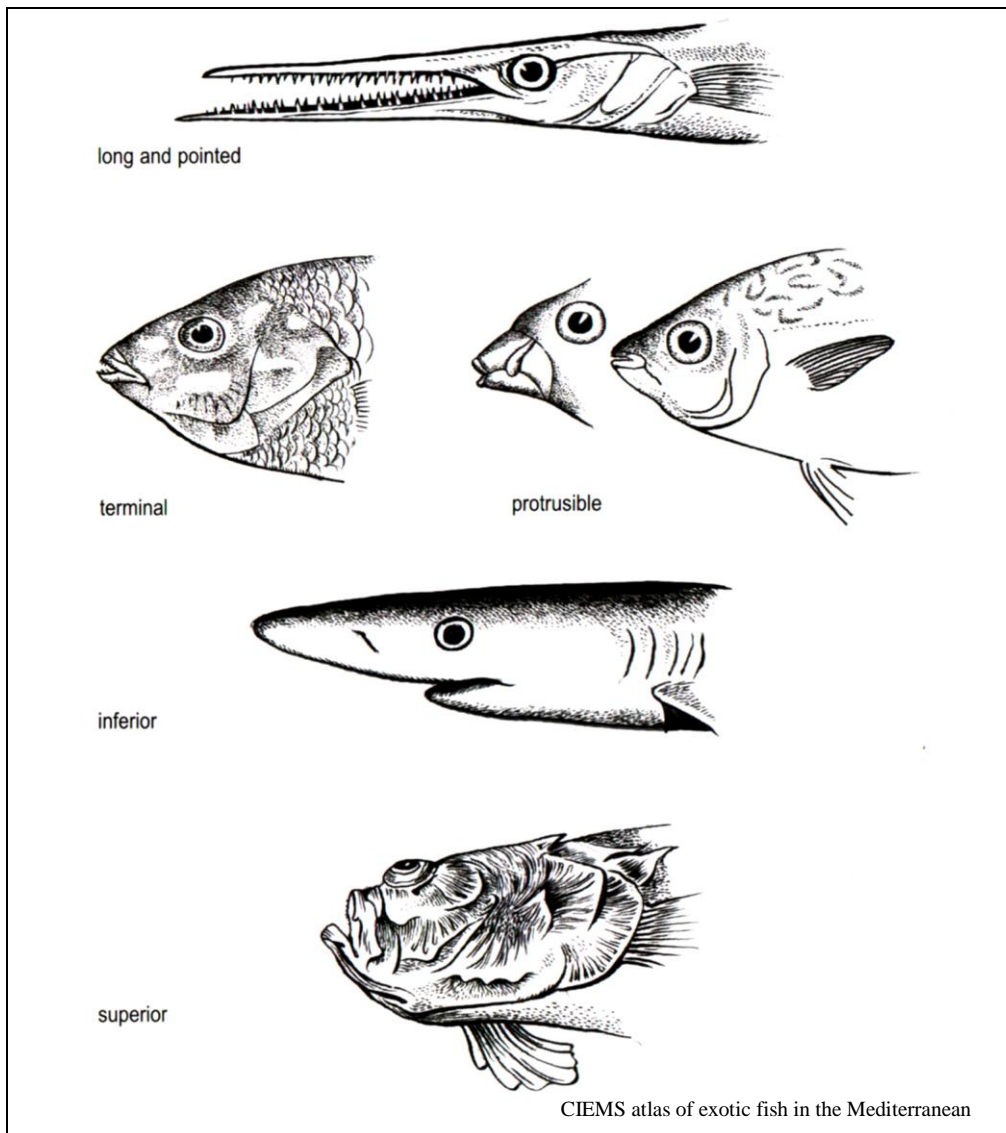 long and pointed
terminal
protrusible
inferior
superior
CIEMS atlas of exotic fish in the Mediterranean